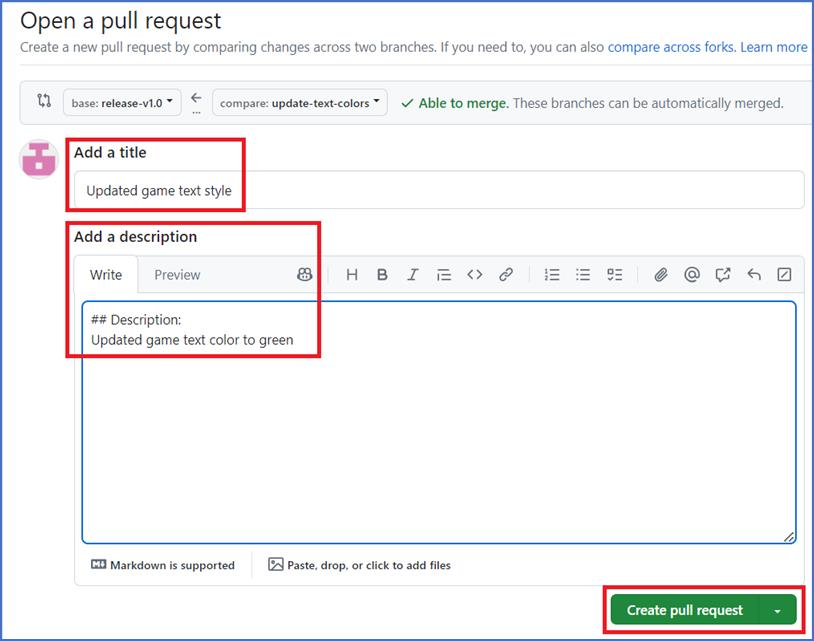 Open a pull request
Create a new pull request by comparing changes across two branches. If you need to, you can also compare across forks. Learn more
base: release-v1.0 compare: update-text-colors Able to merge. These branches can be automatically merged.
Add a title
Updated game text style
Add a description
Write Preview
## Description:
Updated game text color to green
Markdown is supported Paste, drop, or click to add files
Create pull request